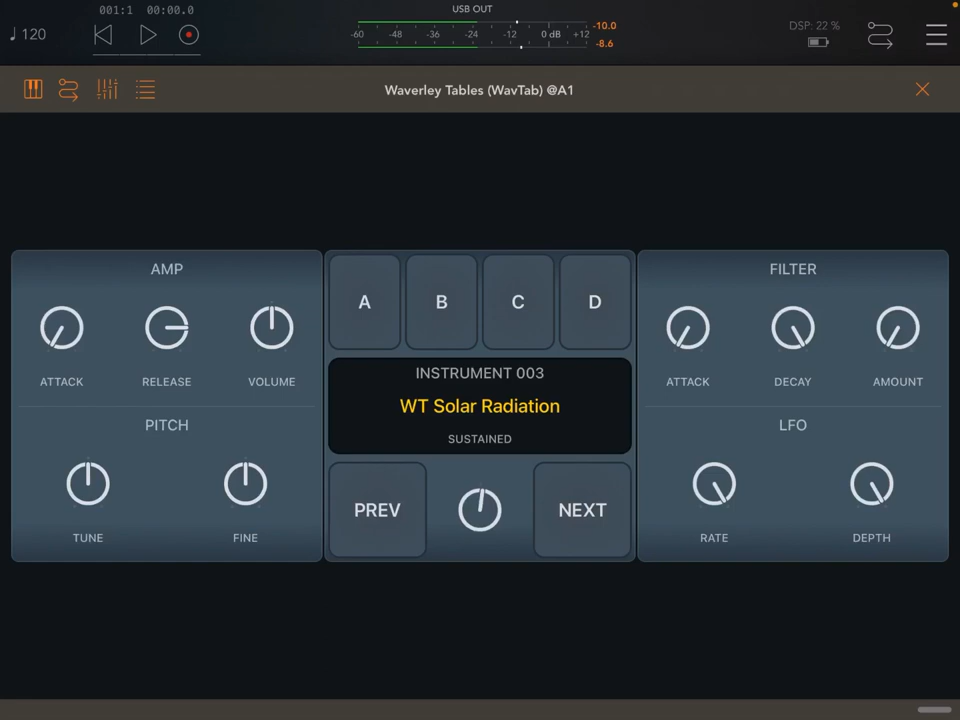 001:1 00:00.0
USB OUT
120
-60 -48 -36 -24 -12 0 dB +12
-10.0
-8.6
DSP: 22 %
Waverley Tables (WavTab) @A1
AMP
ATTACK RELEASE VOLUME
PITCH
TUNE FINE
A B C D
INSTRUMENT 003
WT Solar Radiation
SUSTAINED
PREV NEXT
FILTER
ATTACK DECAY AMOUNT
LFO
RATE DEPTH